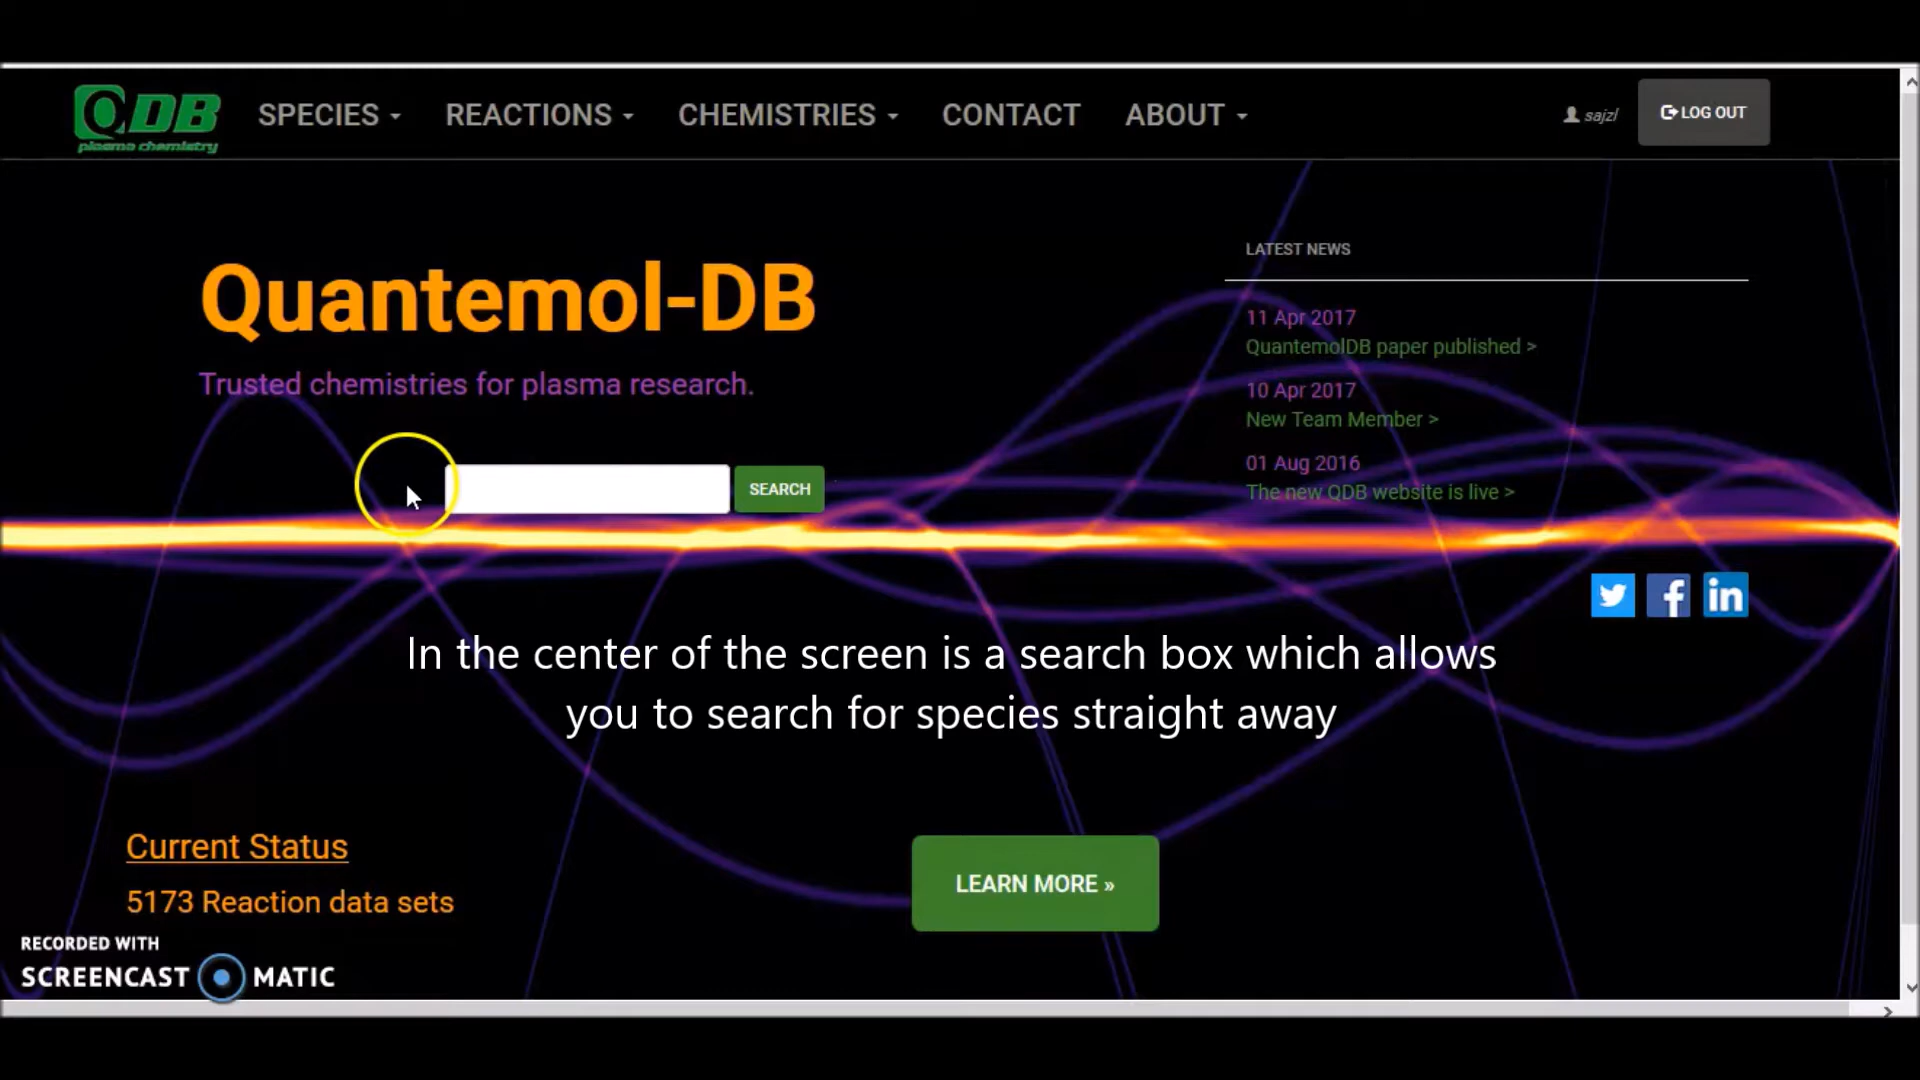 QDB
plasma chemistry
SPECIES
REACTIONS
CHEMISTRIES
CONTACT
ABOUT
sajzl
LOG OUT
Quantemol-DB
Trusted chemistries for plasma research.
SEARCH
LATEST NEWS
11 Apr 2017
QuantemolDB paper published >
10 Apr 2017
New Team Member >
01 Aug 2016
The new QDB website is live >
In the center of the screen is a search box which allows
you to search for species straight away
Current Status
5173 Reaction data sets
LEARN MORE »
RECORDED WITH
SCREENCAST MATIC